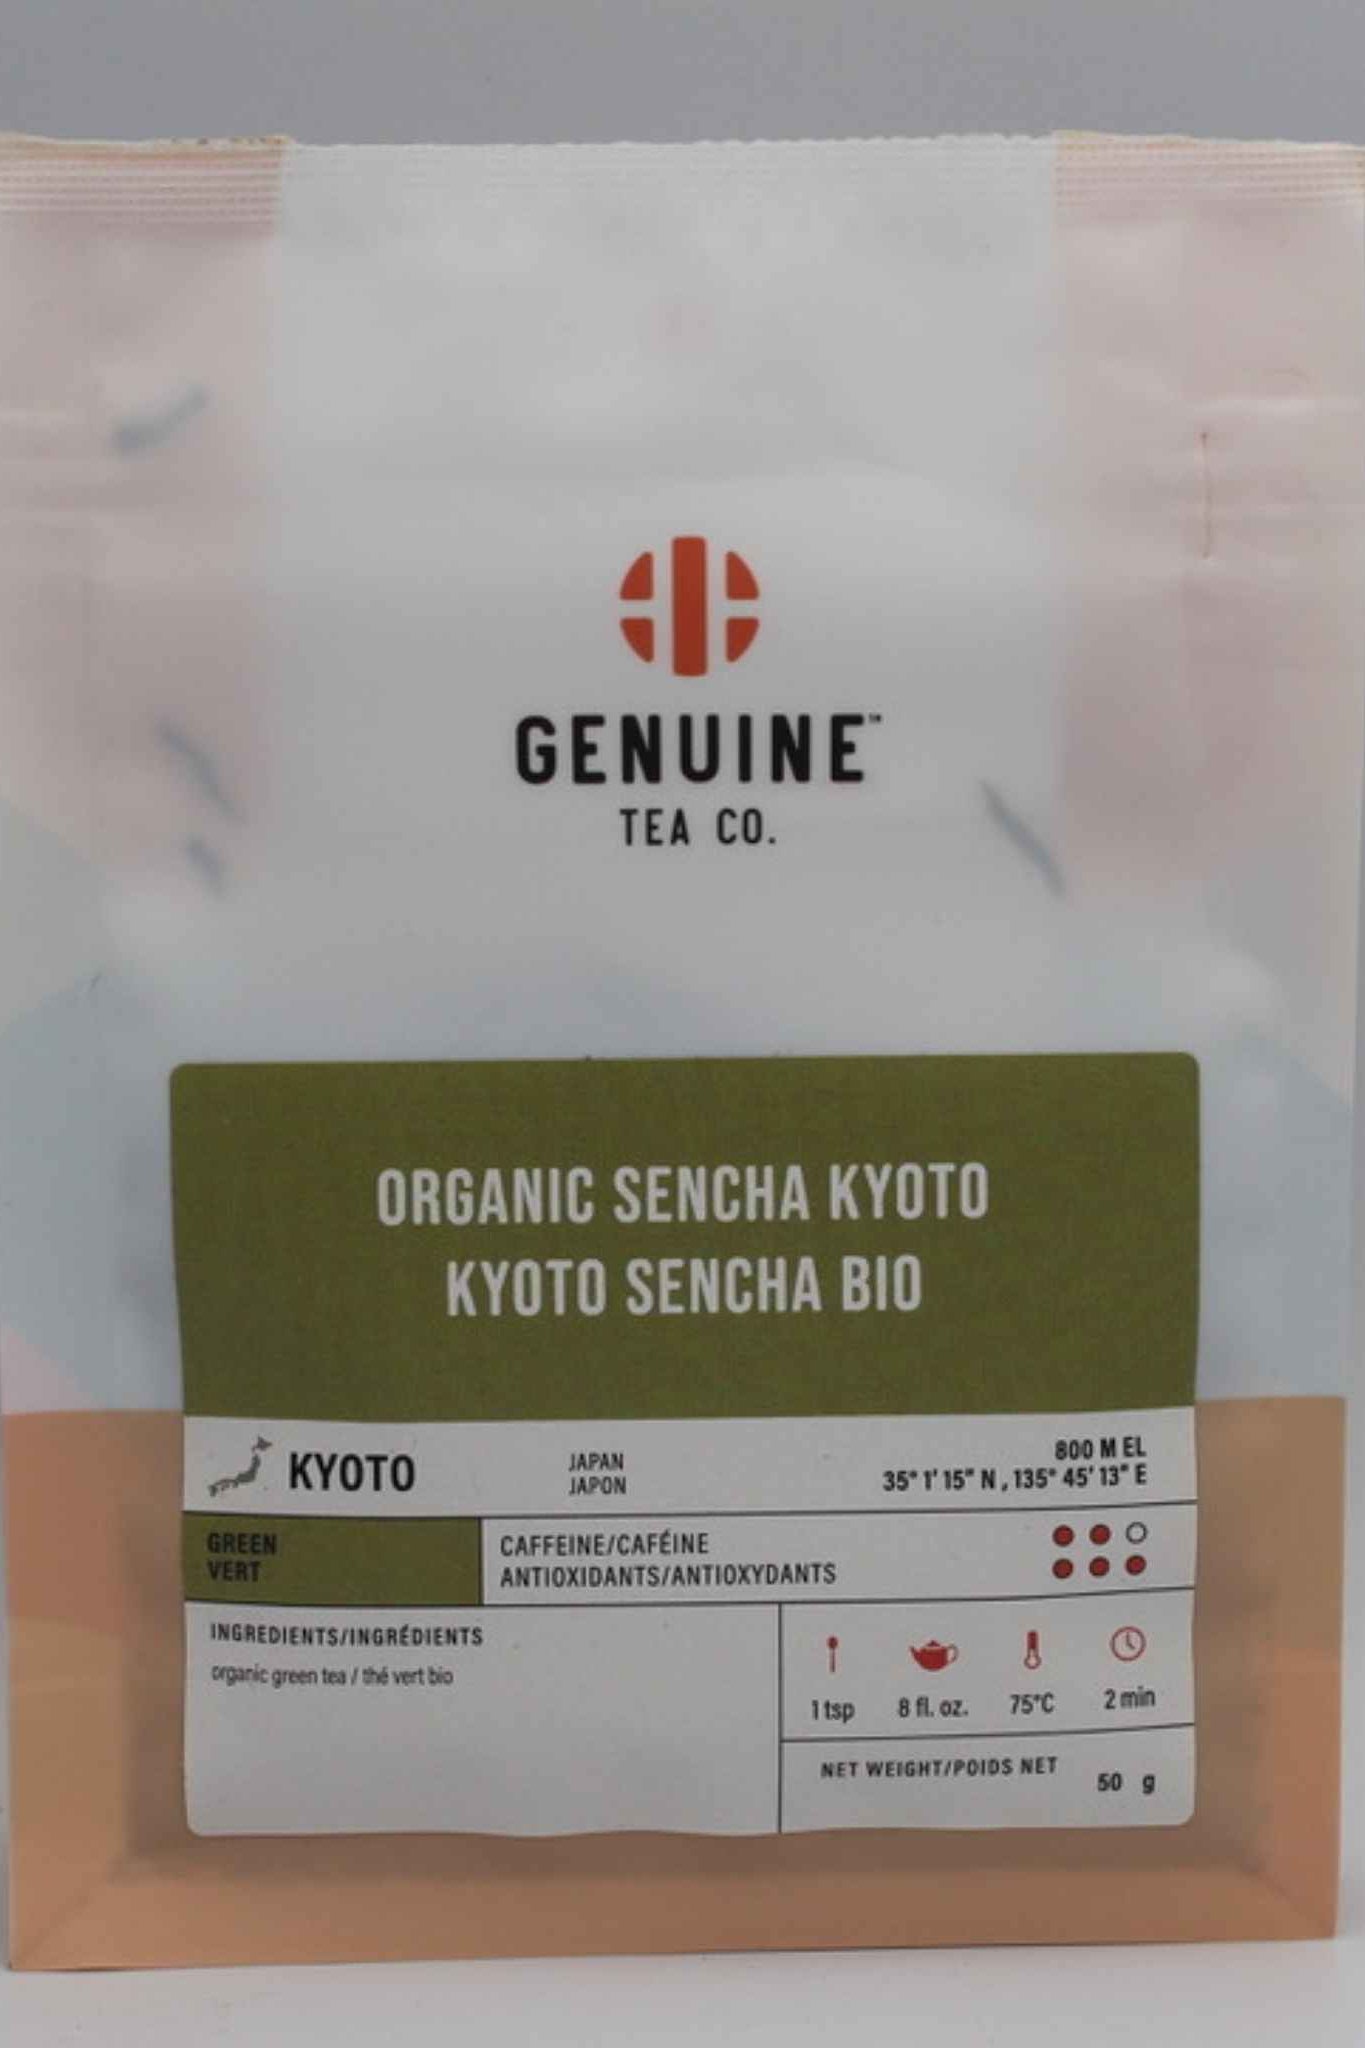 GENUINE™
TEA CO.
ORGANIC SENCHA KYOTO
KYOTO SENCHA BIO
KYOTO
JAPAN
JAPON
800 M EL
35° 1' 15" N , 135° 45' 13" E
GREEN
VERT
CAFFEINE/CAFÉINE
ANTIOXIDANTS/ANTIOXYDANTS
INGREDIENTS/INGRÉDIENTS
organic green tea / thé vert bio
1 tsp
8 fl. oz.
75°C
2 min
NET WEIGHT/POIDS NET
50 g